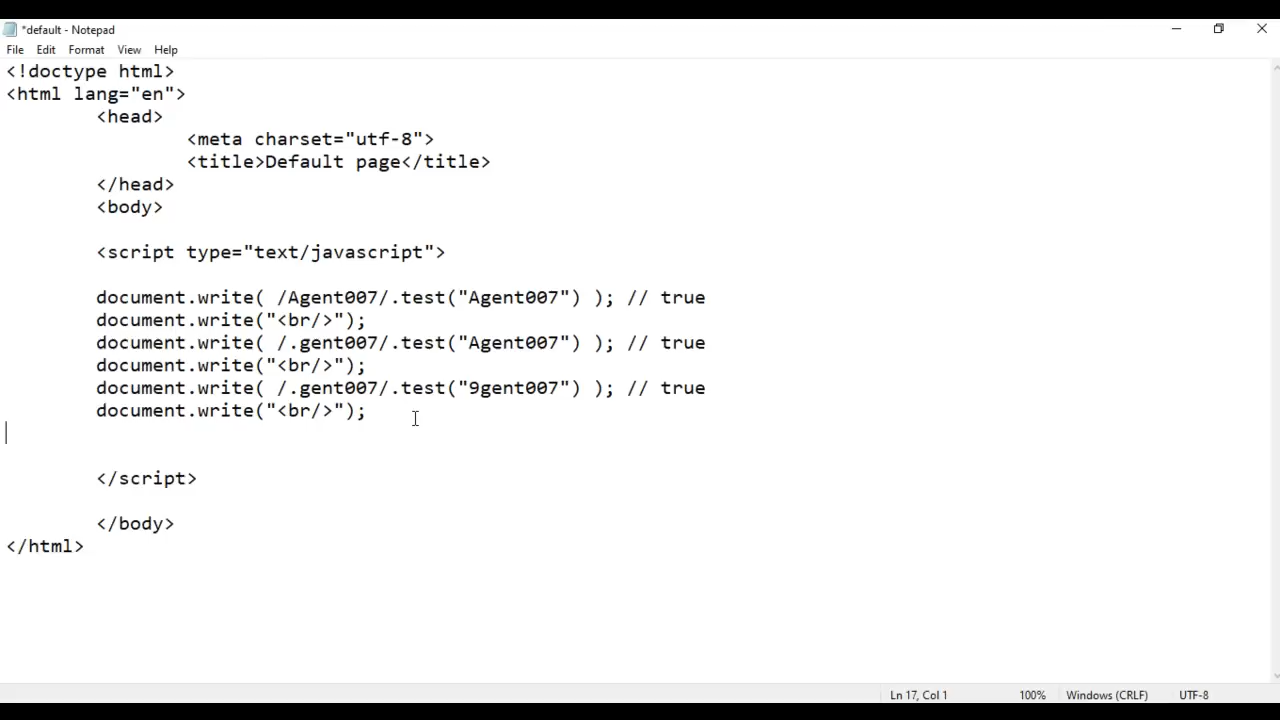 *default - Notepad
File Edit Format View Help
<!doctype html>
<html lang="en">
<head>
<meta charset="utf-8">
<title>Default page</title>
</head>
<body>
<script type="text/javascript">
document.write( /Agent007/.test("Agent007") ); // true
document.write("<br/>");
document.write( /.gent007/.test("Agent007") ); // true
document.write("<br/>");
document.write( /.gent007/.test("9gent007") ); // true
document.write("<br/>");
</script>
</body>
</html>
Ln 17, Col 1 100% Windows (CRLF) UTF-8